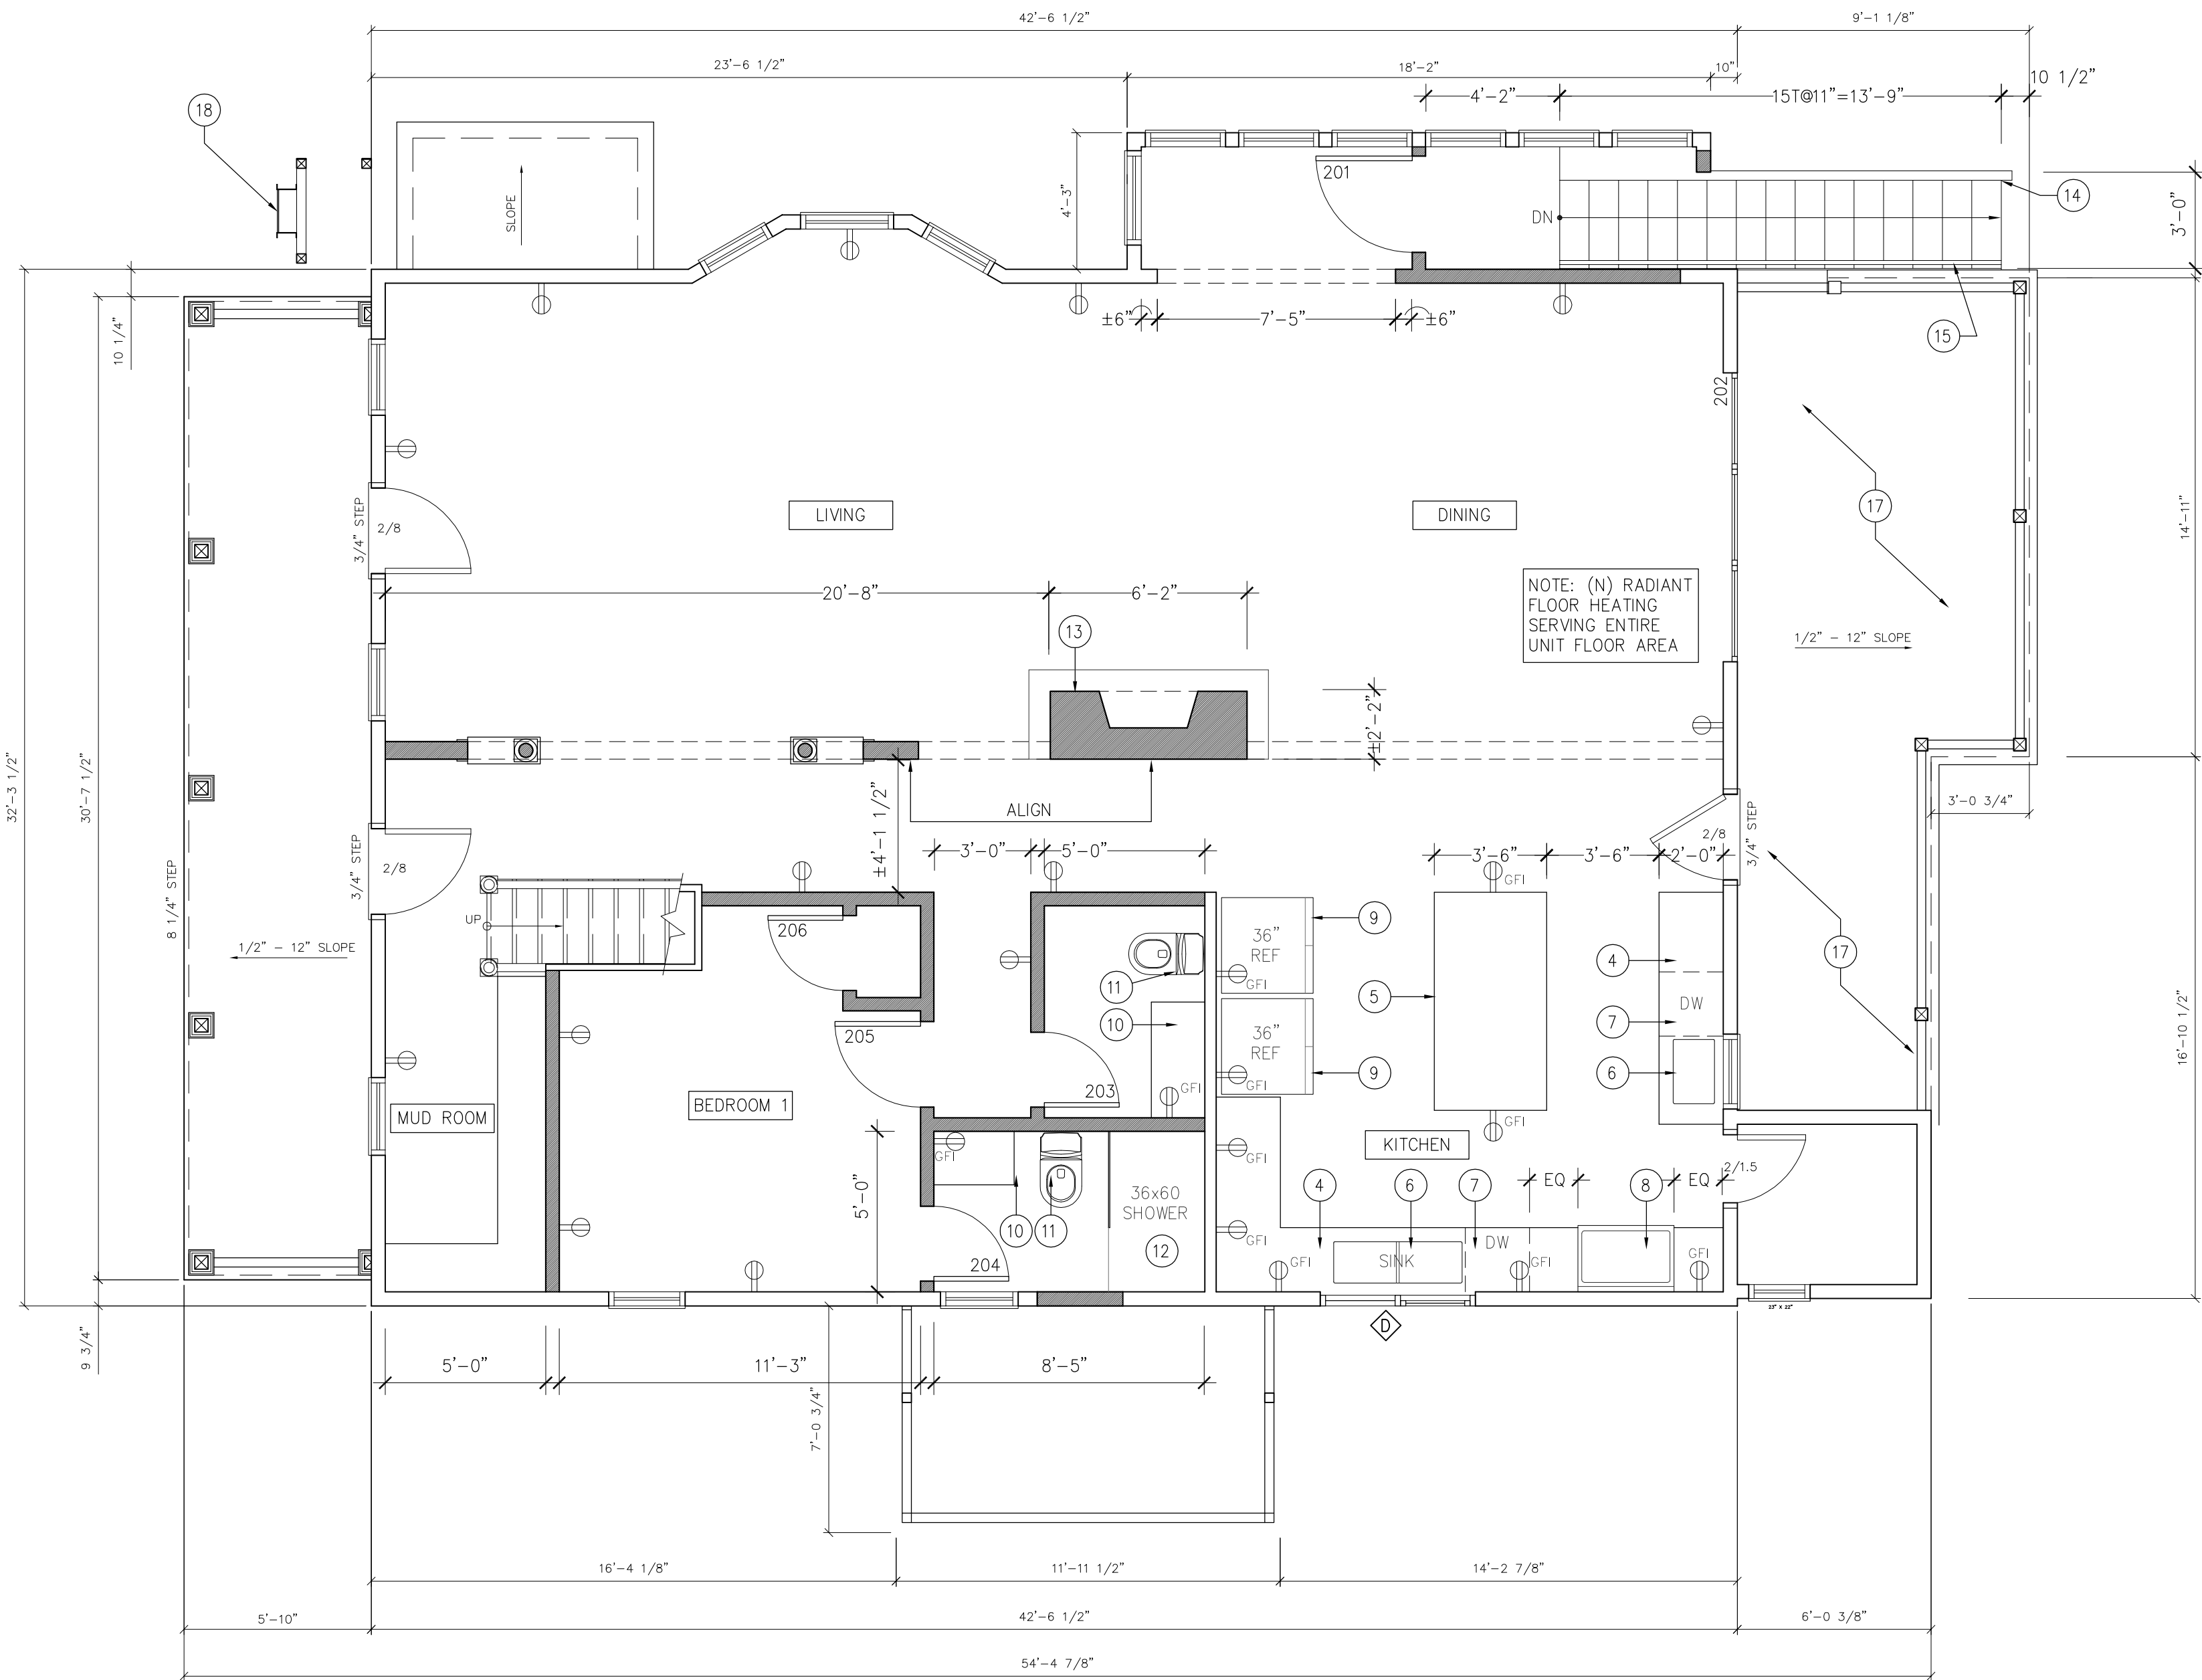 42'-6 1/2"
9'-1 1/8"
23'-6 1/2"
18'-2"
10"
10 1/2"
4'-2"
15T@11"=13'-9"
18
SLOPE
4'-3"
201
DN
14
3'-0"
15
10 1/4"
±6"
7'-5"
±6"
202
17
14'-11"
LIVING
DINING
3/4" STEP
2/8
20'-8"
6'-2"
NOTE: (N) RADIANT
FLOOR HEATING
SERVING ENTIRE
UNIT FLOOR AREA
13
1/2" - 12" SLOPE
±2'-2"
32'-3 1/2"
30'-7 1/2"
8 1/4" STEP
ALIGN
±4'-1 1/2"
3'-0 3/4"
3/4" STEP
2/8
3'-0"
5'-0"
3'-6"
3'-6"
2'-0"
2/8
3/4" STEP
GFI
UP
206
36"
REF
9
GFI
1/2" - 12" SLOPE
11
5
4
17
205
10
36"
REF
9
GFI
DW
7
6
16'-10 1/2"
203
GFI
MUD ROOM
BEDROOM 1
GFI
KITCHEN
GFI
GFI
5'-0"
10
11
36x60
SHOWER
12
204
GFI
4
6
7
EQ
8
EQ
2/1.5
GFI
SINK
DW
GFI
GFI
23" x 22"
D
9 3/4"
5'-0"
11'-3"
8'-5"
7'-0 3/4"
16'-4 1/8"
11'-11 1/2"
14'-2 7/8"
5'-10"
42'-6 1/2"
6'-0 3/8"
54'-4 7/8"